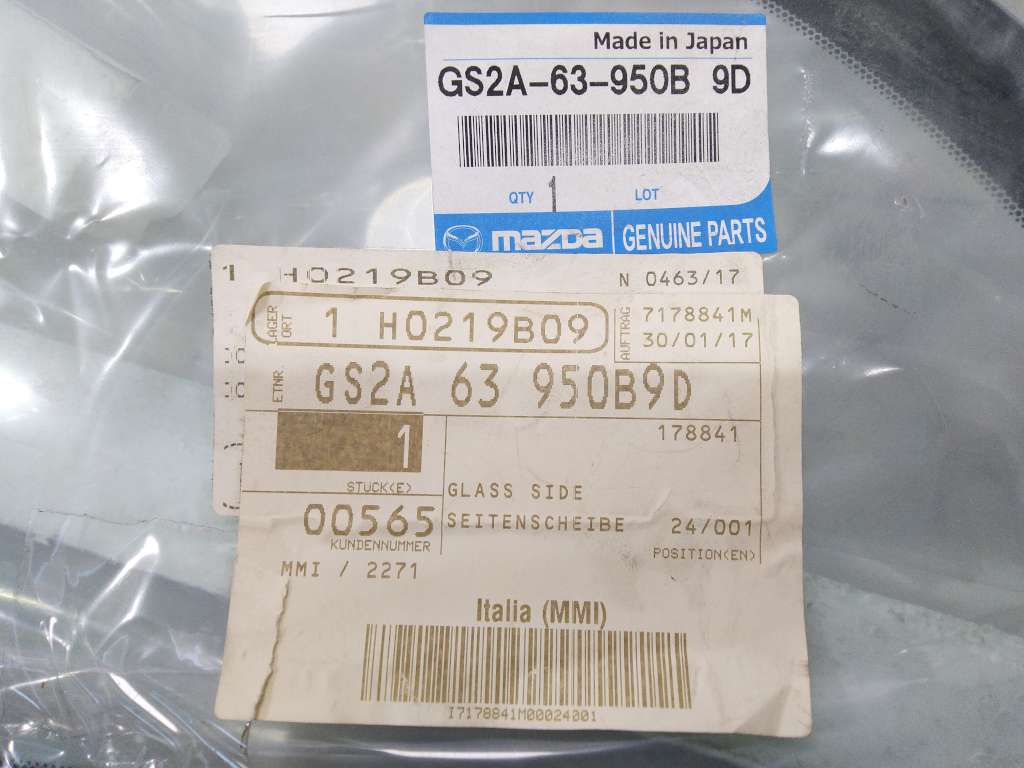 Made in Japan
GS2A-63-950B 9D
QTY 1 LOT
mazda GENUINE PARTS
1 H0219B09 N 0463/17
LAGER ORT 1 H0219B09 AUFTRAG 7178841M
30/01/17
ETNR. GS2A 63 950B9D
1 178841
STUCK(E) GLASS SIDE
00565 SEITENSCHEIBE 24/001
KUNDENNUMMER POSITION(EN)
MMI / 2271
Italia (MMI)
I7178841M00024001